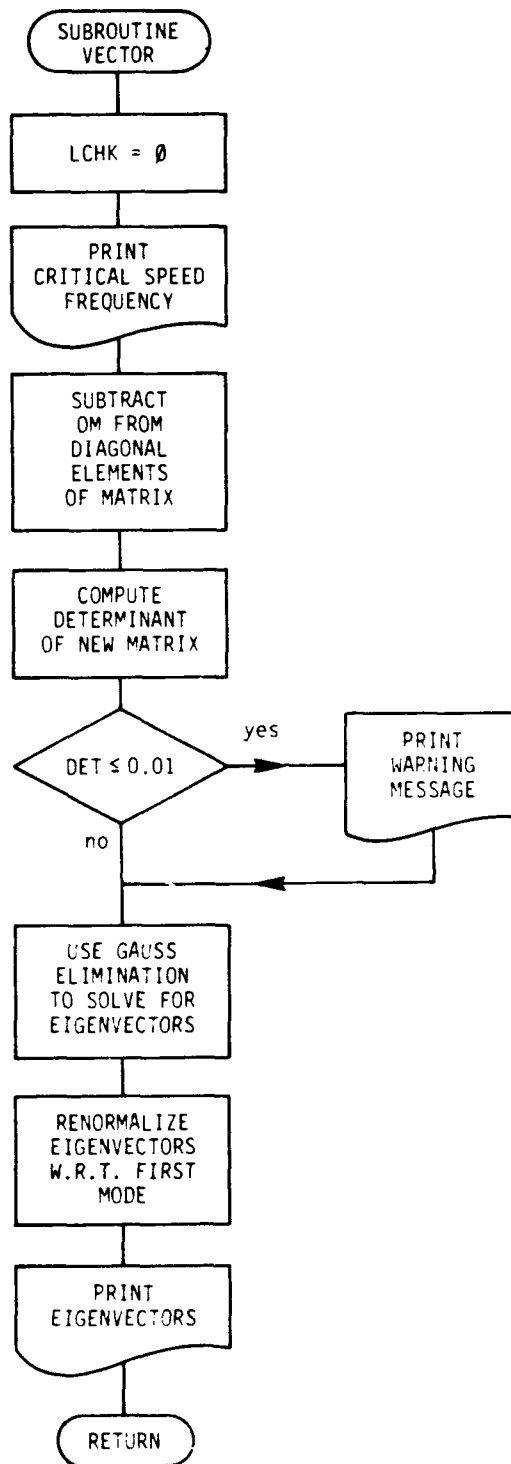 SUBROUTINE
VECTOR
LCHK = Ø
PRINT
CRITICAL SPEED
FREQUENCY
SUBTRACT
OM FROM
DIAGONAL
ELEMENTS
OF MATRIX
COMPUTE
DETERMINANT
OF NEW MATRIX
DET ≤ 0.01
yes
PRINT
WARNING
MESSAGE
no
USE GAUSS
ELIMINATION
TO SOLVE FOR
EIGENVECTORS
RENORMALIZE
EIGENVECTORS
W.R.T. FIRST
MODE
PRINT
EIGENVECTORS
RETURN